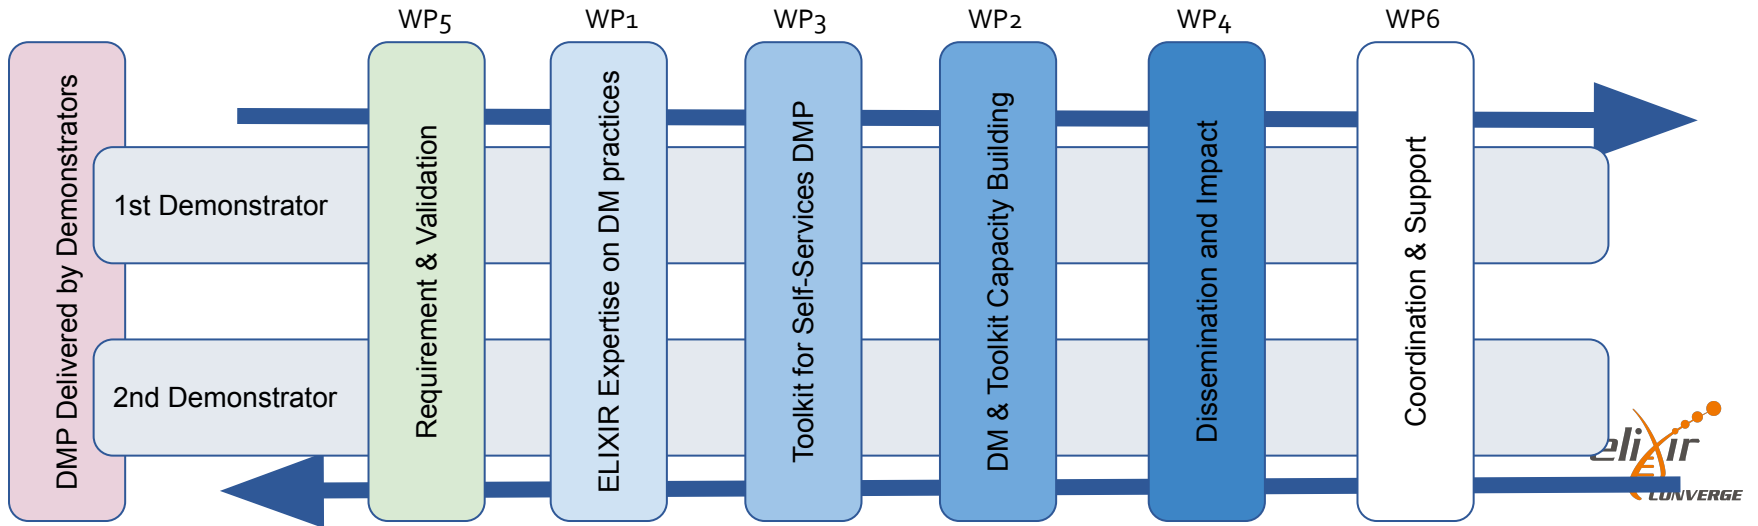 WP5
WP1
WP3
WP2
WP4
WP6
DMP Delivered by Demonstrators
1st Demonstrator
2nd Demonstrator
Requirement & Validation
ELIXIR Expertise on DM practices
Toolkit for Self-Services DMP
DM & Toolkit Capacity Building
Dissemination and Impact
Coordination & Support
elixir
CONVERGE